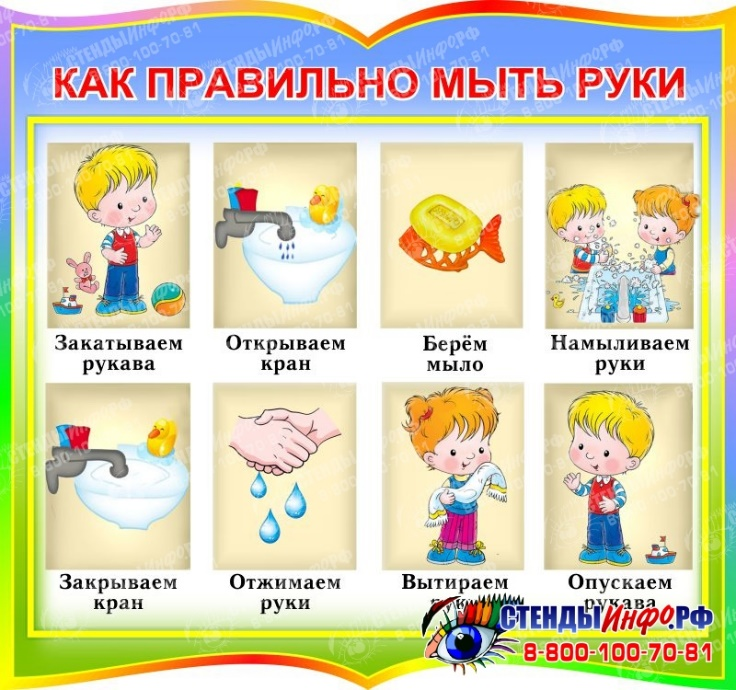 КАК ПРАВИЛЬНО МЫТЬ РУКИ
Закатываем
рукава
Открываем
кран
Берём
мыло
Намыливаем
руки
Закрываем
кран
Отжимаем
руки
Вытираем
Опускаем
рукава
СТЕНДЫИнфо.РФ
8-800-100-70-81